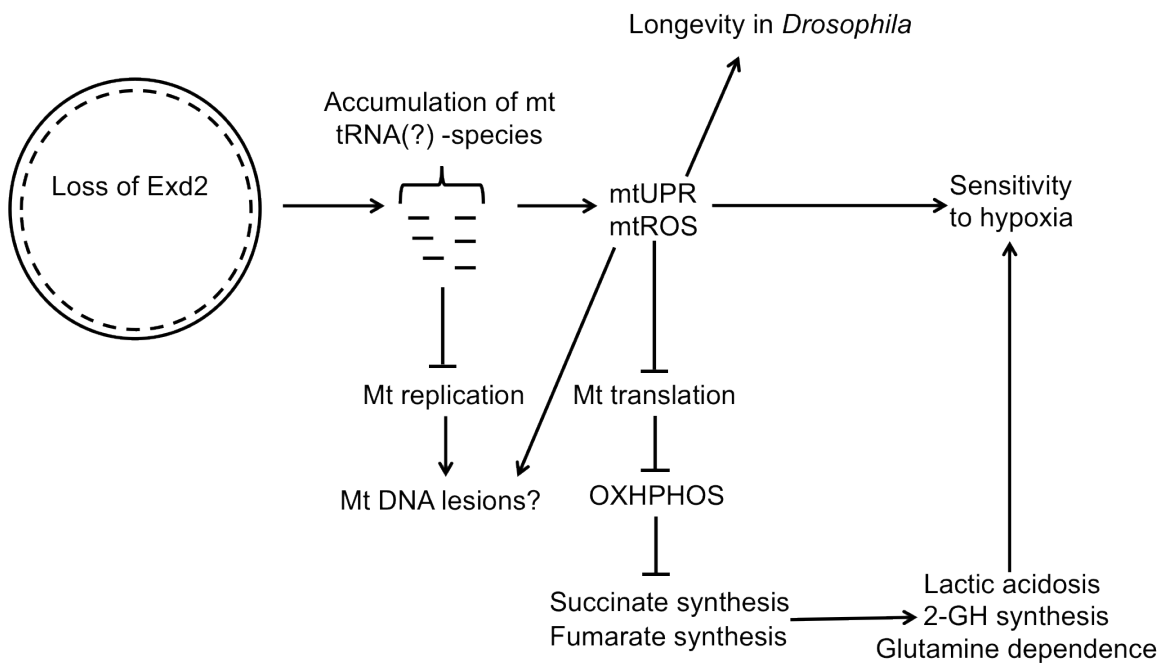 Longevity in Drosophila
Accumulation of mt
tRNA(?) -species
Loss of Exd2
mtUPR
mtROS
Sensitivity
to hypoxia
Mt replication
Mt translation
Mt DNA lesions?
OXHPHOS
Succinate synthesis
Fumarate synthesis
Lactic acidosis
2-GH synthesis
Glutamine dependence